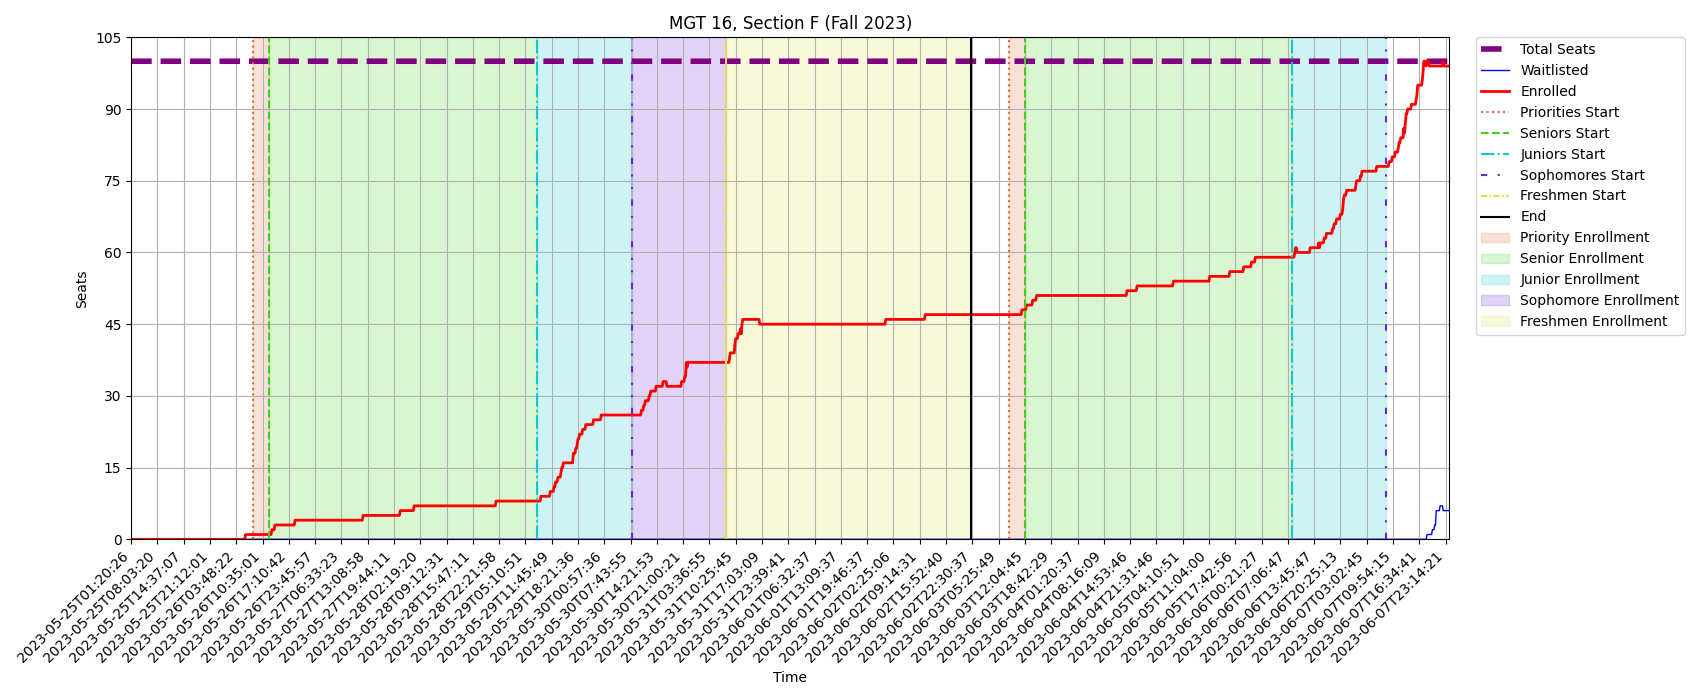 MGT 16, Section F (Fall 2023)
105
90
75
60
45
30
15
0
Seats
2023-05-25T01:20:26
2023-05-25T08:03:20
2023-05-25T14:37:07
2023-05-25T21:12:01
2023-05-26T03:48:22
2023-05-26T10:35:01
2023-05-26T17:10:42
2023-05-26T23:45:57
2023-05-27T06:33:23
2023-05-27T13:08:58
2023-05-27T19:44:11
2023-05-28T02:19:20
2023-05-28T09:12:31
2023-05-28T15:47:11
2023-05-28T22:21:58
2023-05-29T05:10:51
2023-05-29T11:45:49
2023-05-29T18:21:36
2023-05-30T00:57:36
2023-05-30T07:43:55
2023-05-30T14:21:53
2023-05-30T21:00:21
2023-05-31T03:36:55
2023-05-31T10:25:45
2023-05-31T17:03:09
2023-05-31T23:39:41
2023-06-01T06:32:37
2023-06-01T13:09:37
2023-06-01T19:46:37
2023-06-02T02:25:06
2023-06-02T09:14:31
2023-06-02T15:52:40
2023-06-02T22:30:37
2023-06-03T05:25:49
2023-06-03T12:04:45
2023-06-03T18:42:29
2023-06-04T01:20:37
2023-06-04T08:16:09
2023-06-04T14:53:46
2023-06-04T21:31:46
2023-06-05T04:10:51
2023-06-05T11:04:00
2023-06-05T17:42:56
2023-06-06T00:21:27
2023-06-06T07:06:47
2023-06-06T13:45:47
2023-06-06T20:25:13
2023-06-07T03:02:45
2023-06-07T09:54:15
2023-06-07T16:34:41
2023-06-07T23:14:21
Time
Total Seats
Waitlisted
Enrolled
Priorities Start
Seniors Start
Juniors Start
Sophomores Start
Freshmen Start
End
Priority Enrollment
Senior Enrollment
Junior Enrollment
Sophomore Enrollment
Freshmen Enrollment